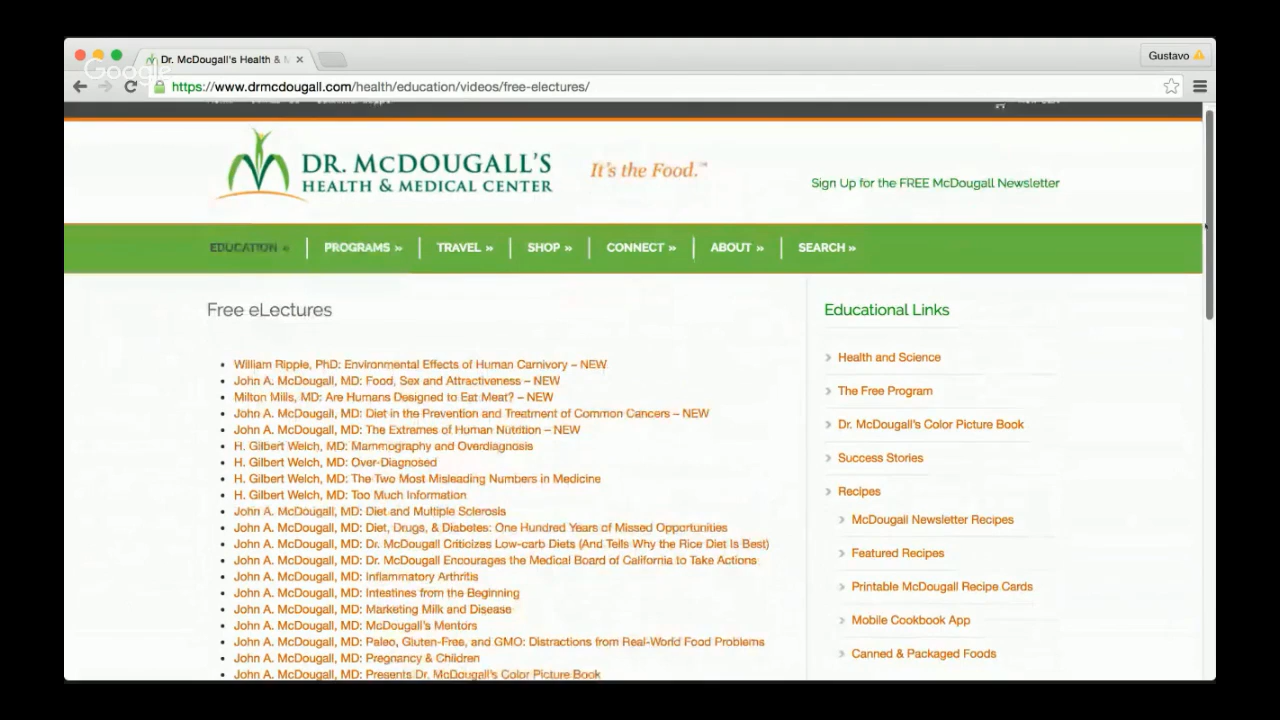 Dr. McDougall's Health &
Gustavo
Google
https://www.drmcdougall.com/health/education/videos/free-electures/
DR. MCDOUGALL'S
HEALTH & MEDICAL CENTER
It's the Food.™
Sign Up for the FREE McDougall Newsletter
EDUCATION »
PROGRAMS »
TRAVEL »
SHOP »
CONNECT »
ABOUT »
SEARCH »
Free eLectures
William Ripple, PhD: Environmental Effects of Human Carnivory – NEW
John A. McDougall, MD: Food, Sex and Attractiveness – NEW
Milton Mills, MD: Are Humans Designed to Eat Meat? – NEW
John A. McDougall, MD: Diet in the Prevention and Treatment of Common Cancers – NEW
John A. McDougall, MD: The Extremes of Human Nutrition – NEW
H. Gilbert Welch, MD: Mammography and Overdiagnosis
H. Gilbert Welch, MD: Over-Diagnosed
H. Gilbert Welch, MD: The Two Most Misleading Numbers in Medicine
H. Gilbert Welch, MD: Too Much Information
John A. McDougall, MD: Diet and Multiple Sclerosis
John A. McDougall, MD: Diet, Drugs, & Diabetes: One Hundred Years of Missed Opportunities
John A. McDougall, MD: Dr. McDougall Criticizas Low-carb Diets (And Tells Why the Rice Diet Is Best)
John A. McDougall, MD: Dr. McDougall Encourages the Medical Board of California to Take Actions
John A. McDougall, MD: Inflammatory Arthritis
John A. McDougall, MD: Intestines from the Beginning
John A. McDougall, MD: Marketing Milk and Disease
John A. McDougall, MD: McDougall's Mentors
John A. McDougall, MD: Paleo, Gluten-Free, and GMO: Distractions from Real-World Food Problems
John A. McDougall, MD: Pregnancy & Children
John A. McDougall, MD: Presents Dr. McDougall's Color Picture Book
Educational Links
Health and Science
The Free Program
Dr. McDougall's Color Picture Book
Success Stories
Recipes
McDougall Newsletter Recipes
Featured Recipes
Printable McDougall Recipe Cards
Mobile Cookbook App
Canned & Packaged Foods